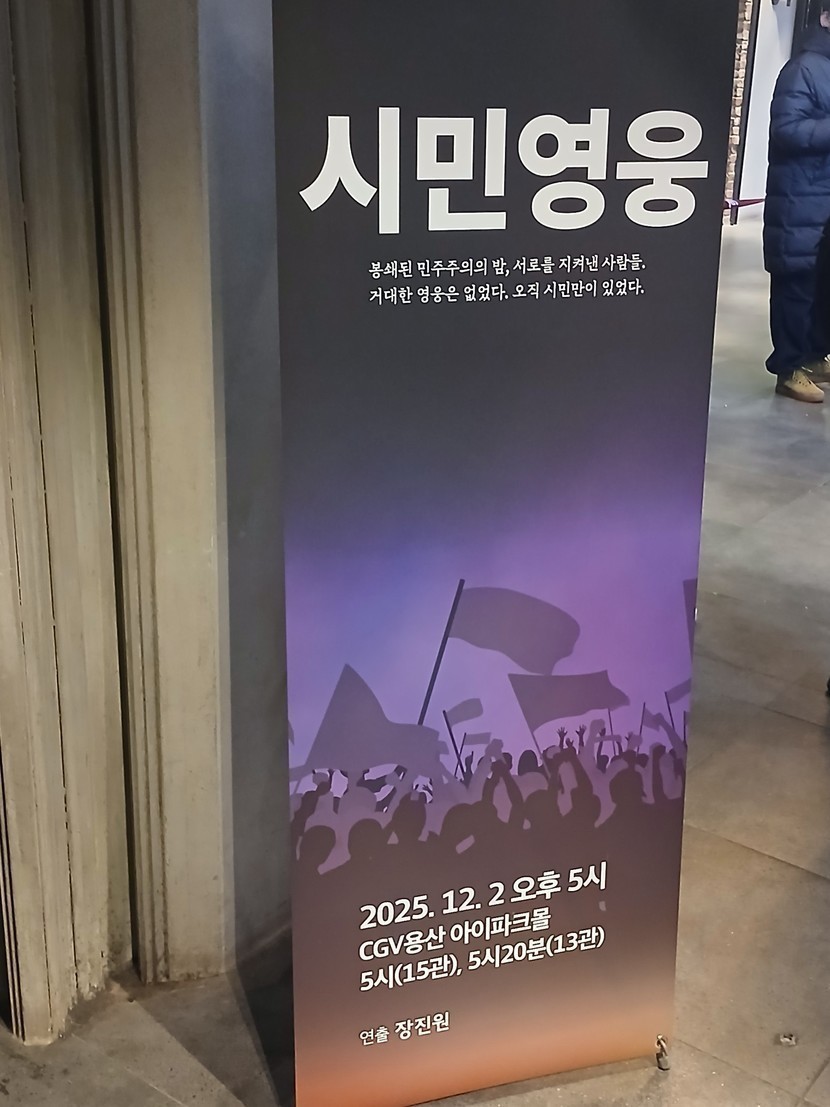 시민영웅
봉쇄된 민주주의의 밤, 서로를 지켜낸 사람들.
거대한 영웅은 없었다. 오직 시민만이 있었다.
2025. 12. 2 오후 5시
CGV용산 아이파크몰
5시(15관), 5시20분(13관)
연출 장진원